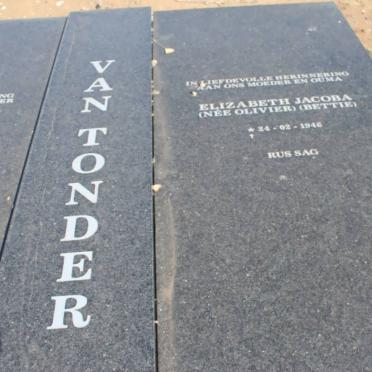 VAN TONDER
IN LIEFDEVOLLE HERINNERING
AAN ONS MOEDER EN OUMA
ELIZABETH JACOBA
(NÉE OLIVIER) (BETTIE)
★ 24 - 02 - 1946
†
RUS SAG